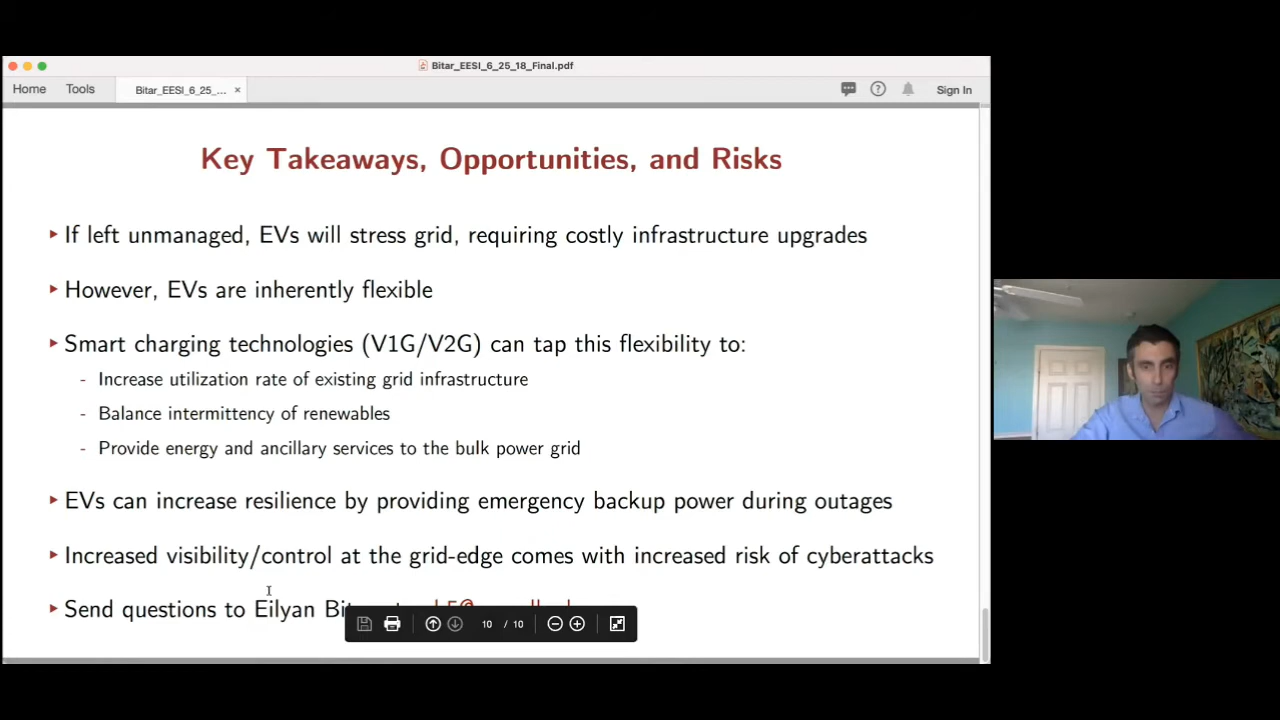 Bitar_EESI_6_25_18_Final.pdf
Home Tools Bitar_EESI_6_25_... × ? Sign In
Key Takeaways, Opportunities, and Risks
▸ If left unmanaged, EVs will stress grid, requiring costly infrastructure upgrades
▸ However, EVs are inherently flexible
▸ Smart charging technologies (V1G/V2G) can tap this flexibility to:
- Increase utilization rate of existing grid infrastructure
- Balance intermittency of renewables
- Provide energy and ancillary services to the bulk power grid
▸ EVs can increase resilience by providing emergency backup power during outages
▸ Increased visibility/control at the grid-edge comes with increased risk of cyberattacks
▸ Send questions to Eilyan
10 / 10